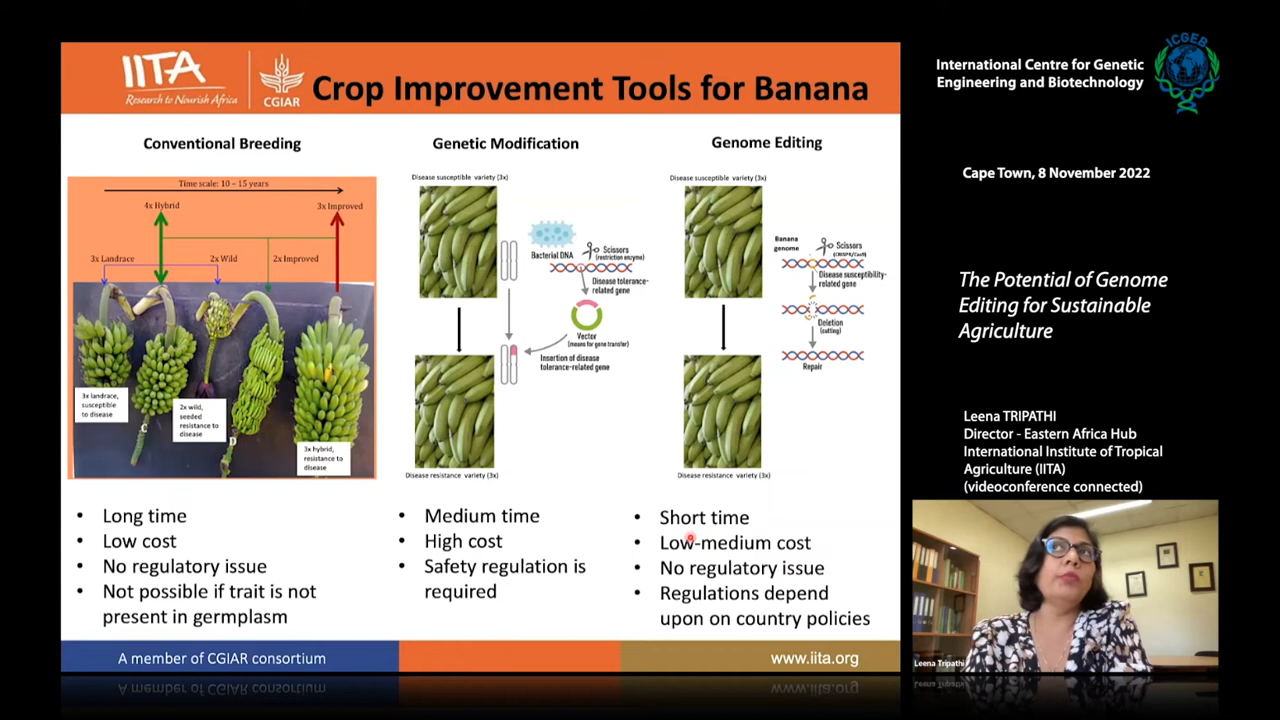 IITA
Research to Nourish Africa
CGIAR
Crop Improvement Tools for Banana
Conventional Breeding
Time scale: 10 – 15 years
4x Hybrid
3x Improved
3x Landrace
2x Wild
2x Improved
3x landrace,
susceptible
to disease
2x wild,
seeded
resistance to
disease
3x hybrid,
resistance to
disease
C
D
Long time
Low cost
No regulatory issue
Not possible if trait is not
present in germplasm
Genetic Modification
Disease susceptible variety (3x)
Bacterial DNA
Scissors
(restriction enzyme)
Disease tolerance-
related gene
Vector
(means for gene transfer)
Insertion of disease
tolerance-related gene
Disease resistance variety (3x)
Medium time
High cost
Safety regulation is
required
Genome Editing
Disease susceptible variety (3x)
Banana
genome
Scissors
(CRISPR/Cas9)
Disease susceptibility-
related gene
Deletion
(cutting)
Repair
Disease resistance variety (3x)
Short time
Low-medium cost
No regulatory issue
Regulations depend
upon on country policies
A member of CGIAR consortium
www.iita.org
International Centre for Genetic
Engineering and Biotechnology
ICGEB
Cape Town, 8 November 2022
The Potential of Genome
Editing for Sustainable
Agriculture
Leena TRIPATHI
Director - Eastern Africa Hub
International Institute of Tropical
Agriculture (IITA)
(videoconference connected)
Leena Tripathi